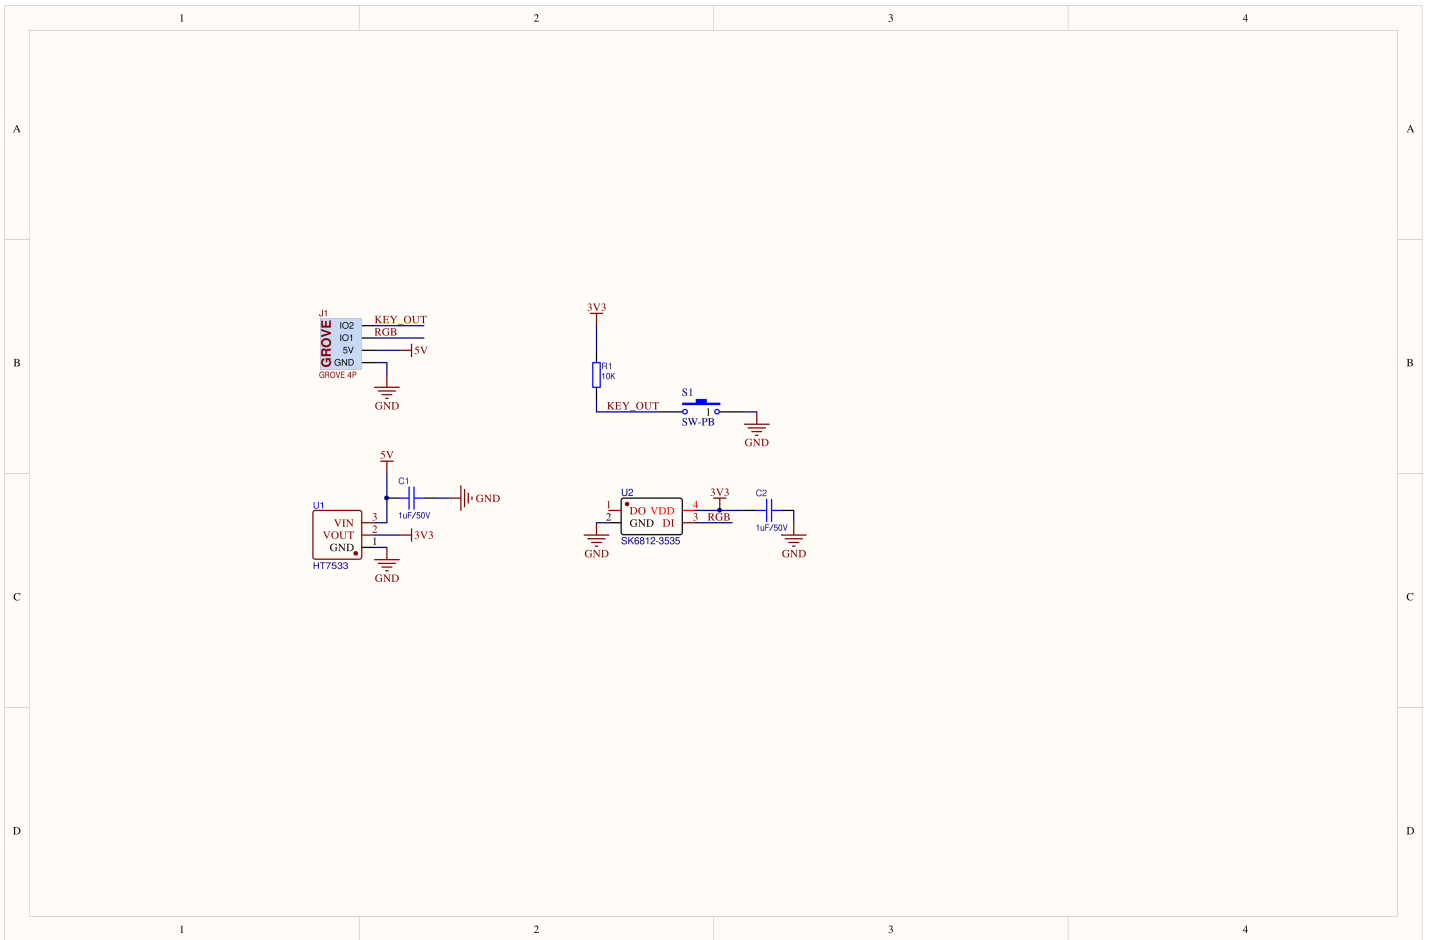 1 2 3 4
A A
J1
GROVE
IO2 KEY_OUT
IO1 RGB
5V 5V
GND
GROVE 4P
GND
3V3
R1
10K
KEY_OUT
S1
1
SW-PB
GND
B B
5V
C1
1uF/50V
GND
U1
VIN 3
VOUT 2 3V3
GND 1
HT7533
GND
U2
1 DO VDD 4
2 GND DI 3
SK6812-3535
GND
3V3
RGB
C2
1uF/50V
GND
C C
D D
1 2 3 4